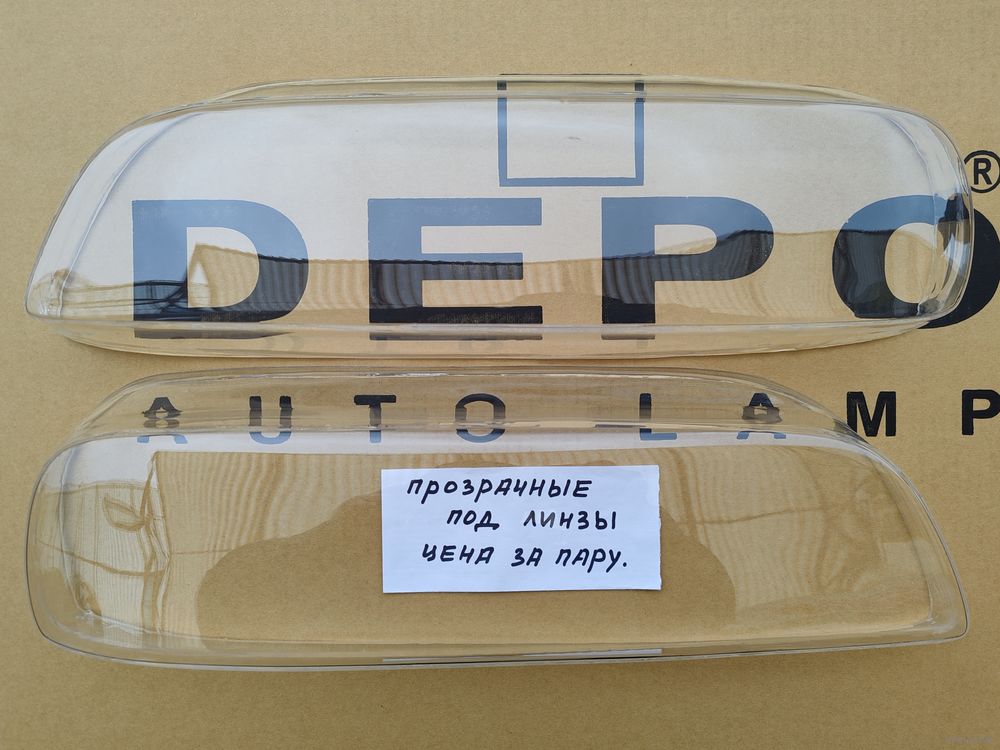 DEPO®
AUTO LAMP
ПРОЗРАЧНЫЕ
ПОД ЛИНЗЫ
ЦЕНА ЗА ПАРУ.